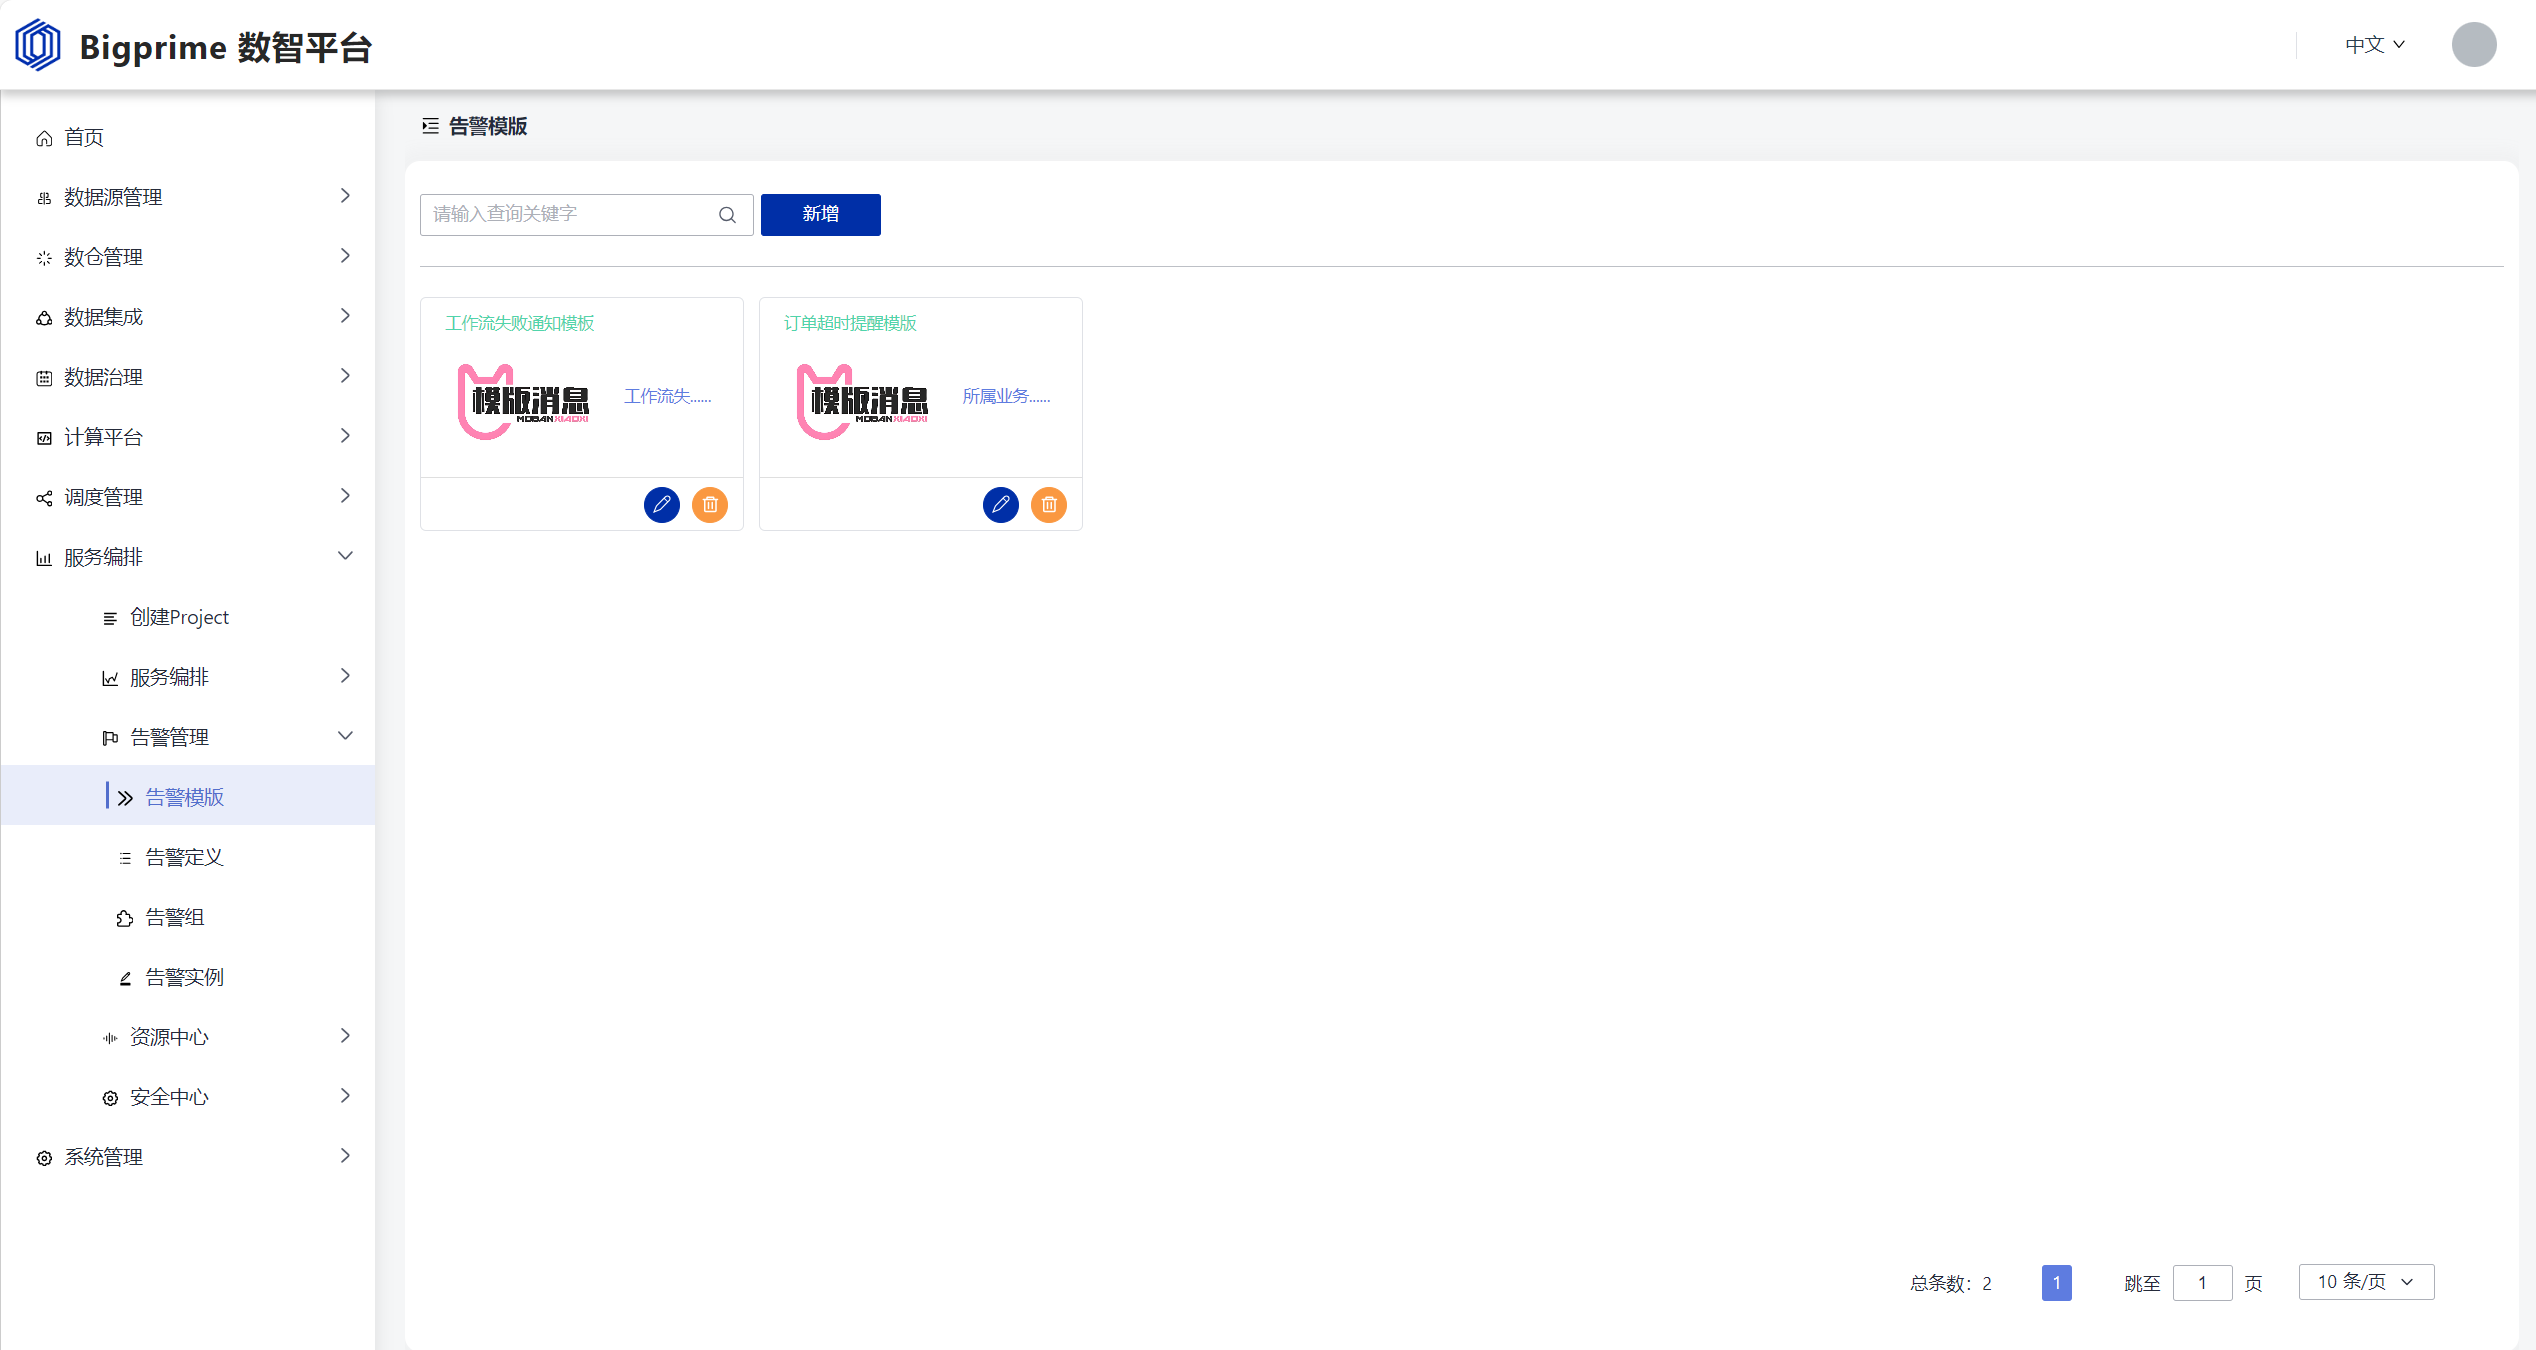 Bigprime 数智平台
中文
首页
数据源管理
数仓管理
数据集成
数据治理
计算平台
调度管理
服务编排
创建Project
服务编排
告警管理
告警模版
告警定义
告警组
告警实例
资源中心
安全中心
系统管理
告警模版
请输入查询关键字
新增
工作流失败通知模板
模版消息
MOBANXIAOXI
工作流失......
订单超时提醒模版
模版消息
MOBANXIAOXI
所属业务......
总条数：2
1
跳至 1 页
10 条/页